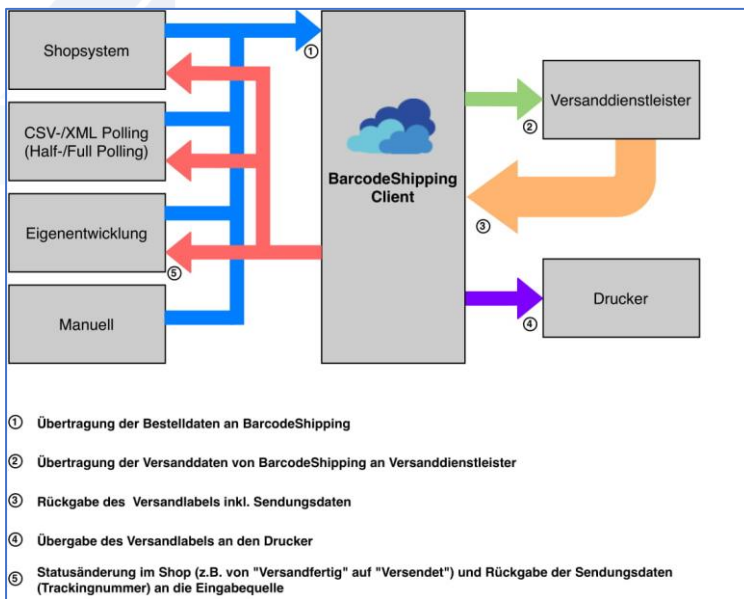 Shopsystem
①
CSV-/XML Polling
(Half-/Full Polling)
Eigenentwicklung
⑤
Manuell
BarcodeShipping
Client
Versanddienstleister
②
③
Drucker
④
① Übertragung der Bestelldaten an BarcodeShipping
② Übertragung der Versanddaten von BarcodeShipping an Versanddienstleister
③ Rückgabe des Versandlabels inkl. Sendungsdaten
④ Übergabe des Versandlabels an den Drucker
⑤ Statusänderung im Shop (z.B. von "Versandfertig" auf "Versendet") und Rückgabe der Sendungsdaten
(Trackingnummer) an die Eingabequelle